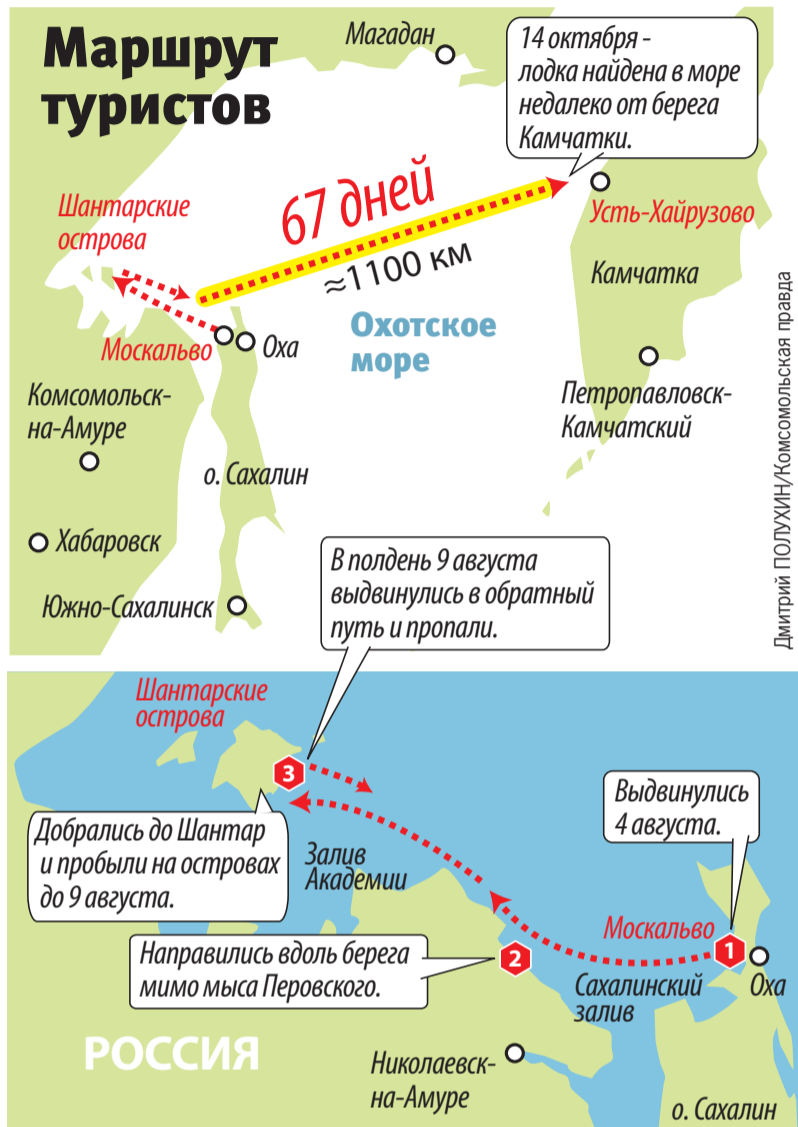 Маршрут
туристов
Магадан
14 октября -
лодка найдена в море
недалеко от берега
Камчатки.
Шантарские
острова
67 дней
≈1100 км
Усть-Хайрузово
Камчатка
Охотское
море
Москальво
Оха
Комсомольск-
на-Амуре
Петропавловск-
Камчатский
о. Сахалин
Хабаровск
Южно-Сахалинск
В полдень 9 августа
выдвинулись в обратный
путь и пропали.
Дмитрий ПОЛУХИН/Комсомольская правда
Шантарские
острова
3
Выдвинулись
4 августа.
Добрались до Шантар
и пробыли на островах
до 9 августа.
Залив
Академии
Москальво
1
Направились вдоль берега
мимо мыса Перовского.
2
Сахалинский
залив
Оха
РОССИЯ
Николаевск-
на-Амуре
о. Сахалин